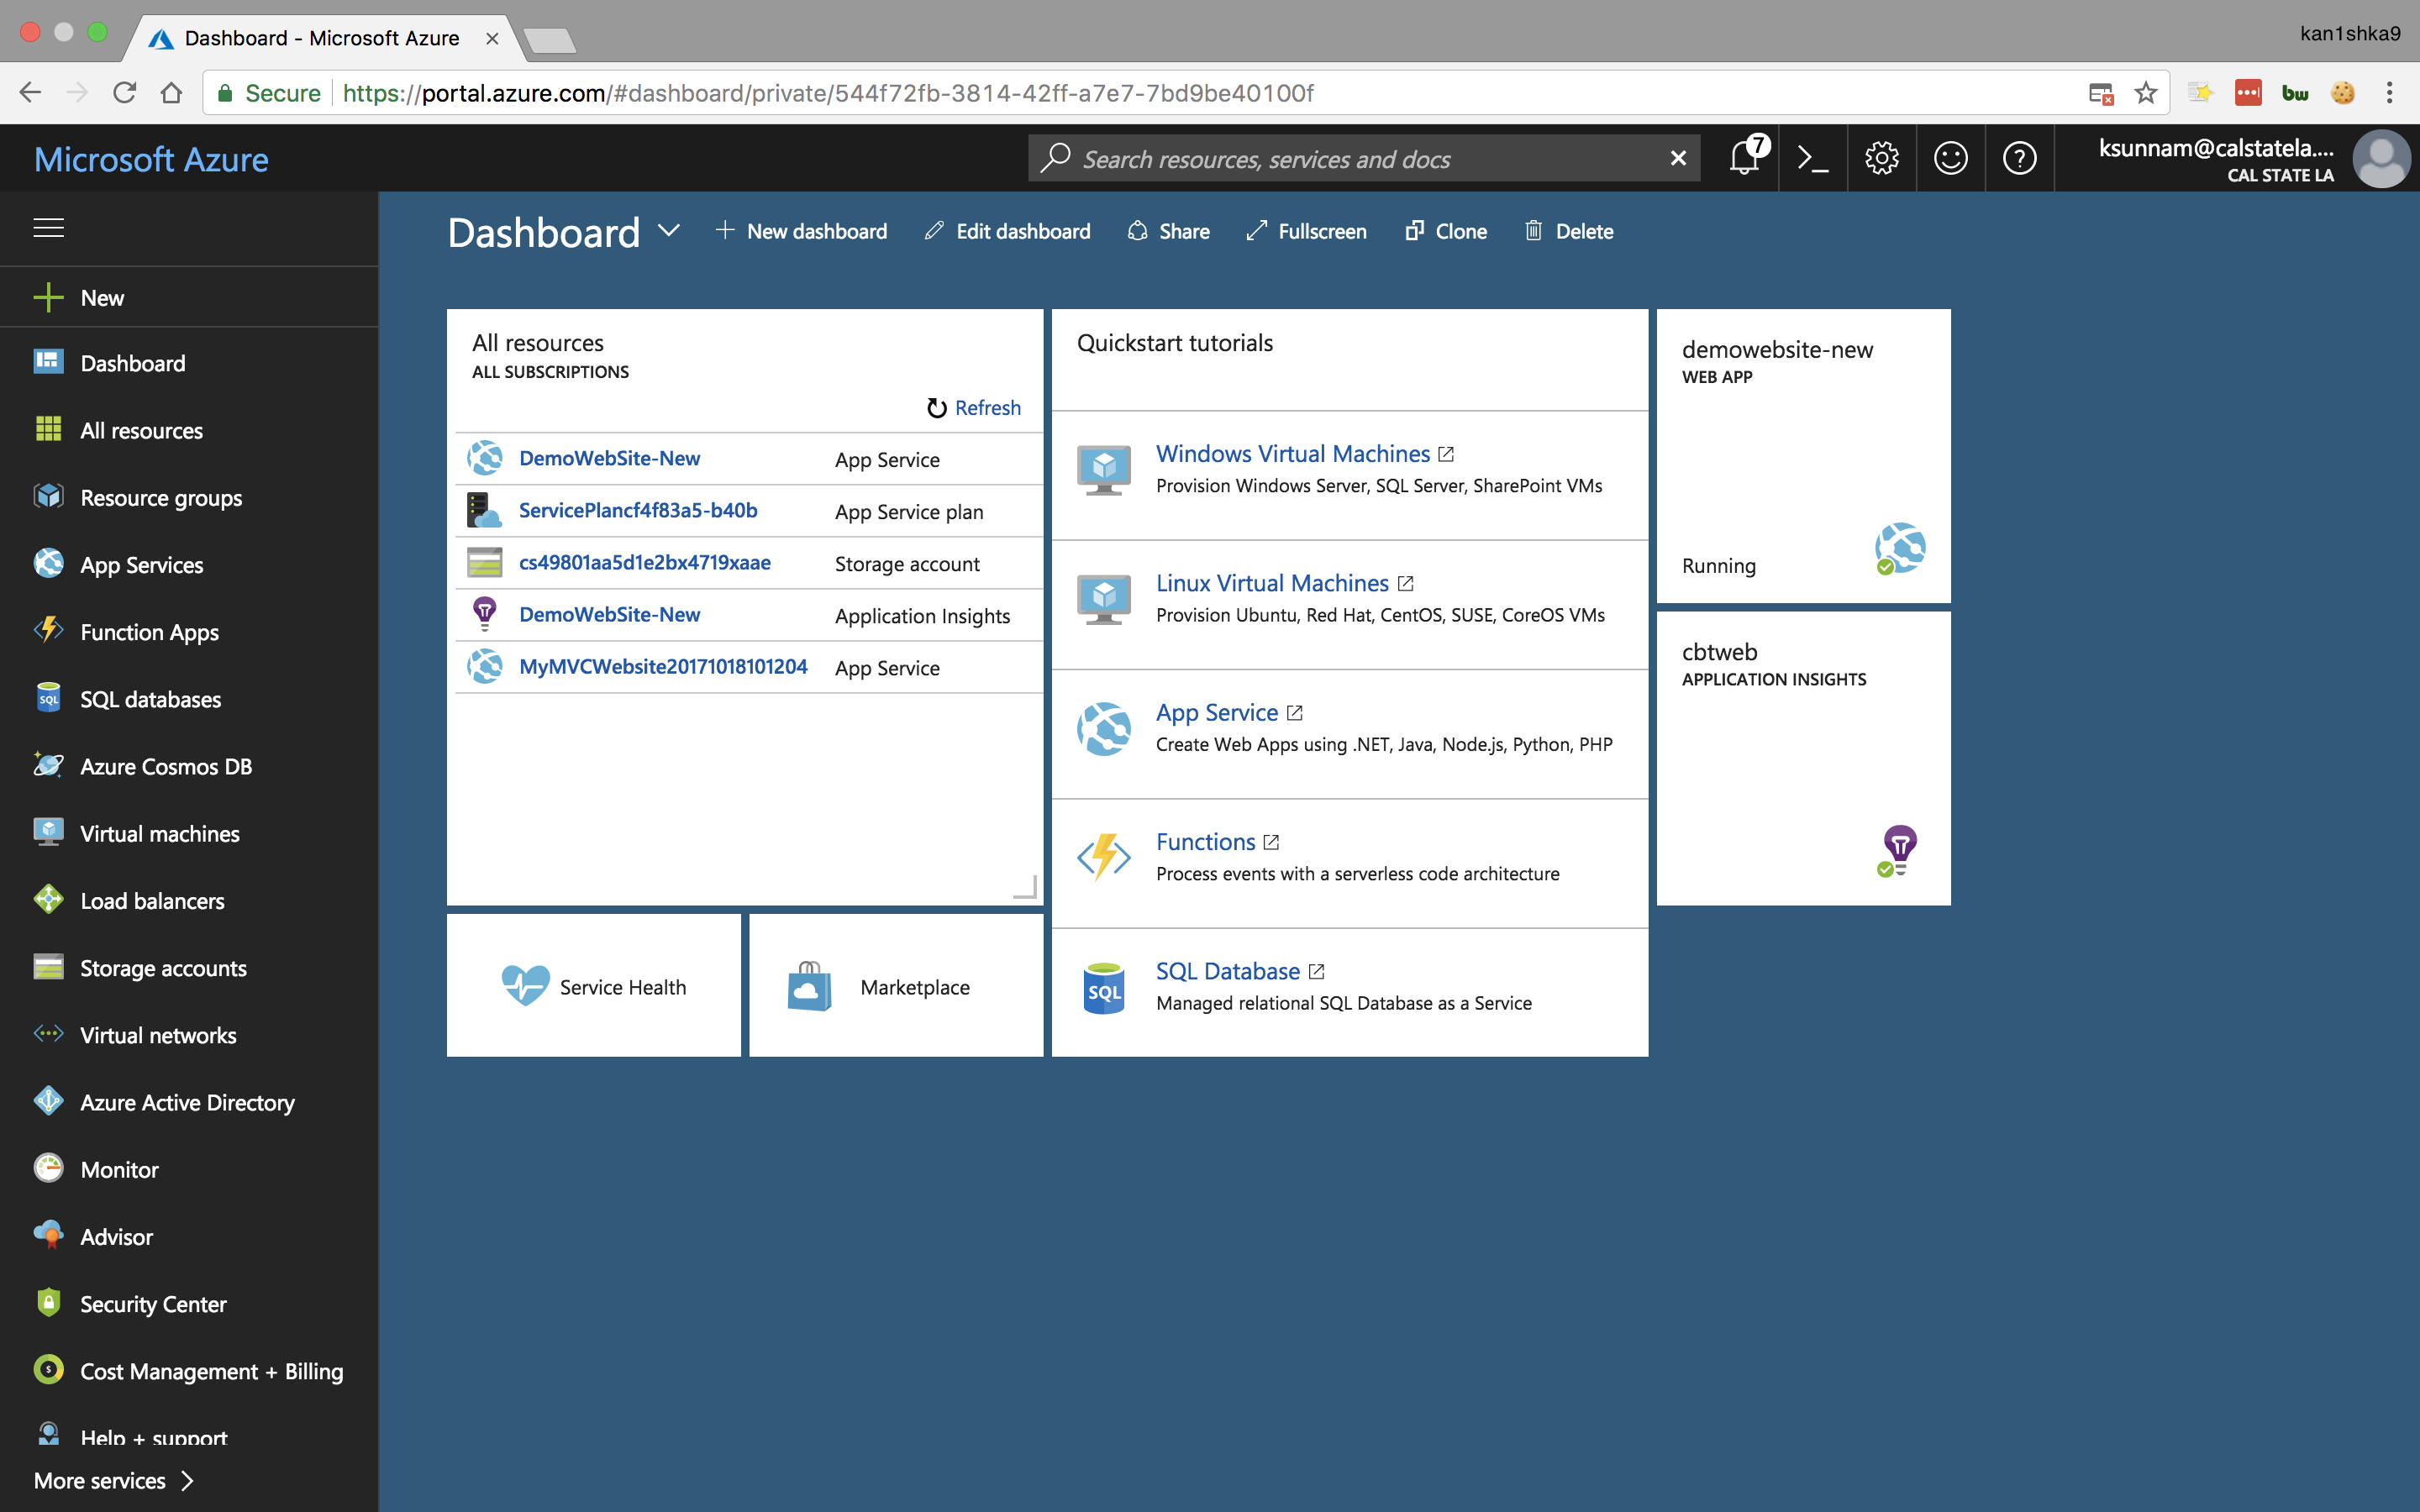 Dashboard - Microsoft Azure
kan1shka9
Secure https://portal.azure.com/#dashboard/private/544f72fb-3814-42ff-a7e7-7bd9be40100f
bw
Microsoft Azure
Search resources, services and docs
7
ksunnam@calstatela....
CAL STATE LA
New
Dashboard
All resources
Resource groups
App Services
Function Apps
SQL
SQL databases
Azure Cosmos DB
Virtual machines
Load balancers
Storage accounts
Virtual networks
Azure Active Directory
Monitor
Advisor
Security Center
Cost Management + Billing
Help + support
More services
Dashboard
New dashboard
Edit dashboard
Share
Fullscreen
Clone
Delete
All resources
ALL SUBSCRIPTIONS
Refresh
DemoWebSite-New App Service
ServicePlancf4f83a5-b40b App Service plan
cs49801aa5d1e2bx4719xaae Storage account
DemoWebSite-New Application Insights
MyMVCWebsite20171018101204 App Service
Service Health
Marketplace
Quickstart tutorials
Windows Virtual Machines
Provision Windows Server, SQL Server, SharePoint VMs
Linux Virtual Machines
Provision Ubuntu, Red Hat, CentOS, SUSE, CoreOS VMs
App Service
Create Web Apps using .NET, Java, Node.js, Python, PHP
Functions
Process events with a serverless code architecture
SQL
SQL Database
Managed relational SQL Database as a Service
demowebsite-new
WEB APP
Running
cbtweb
APPLICATION INSIGHTS